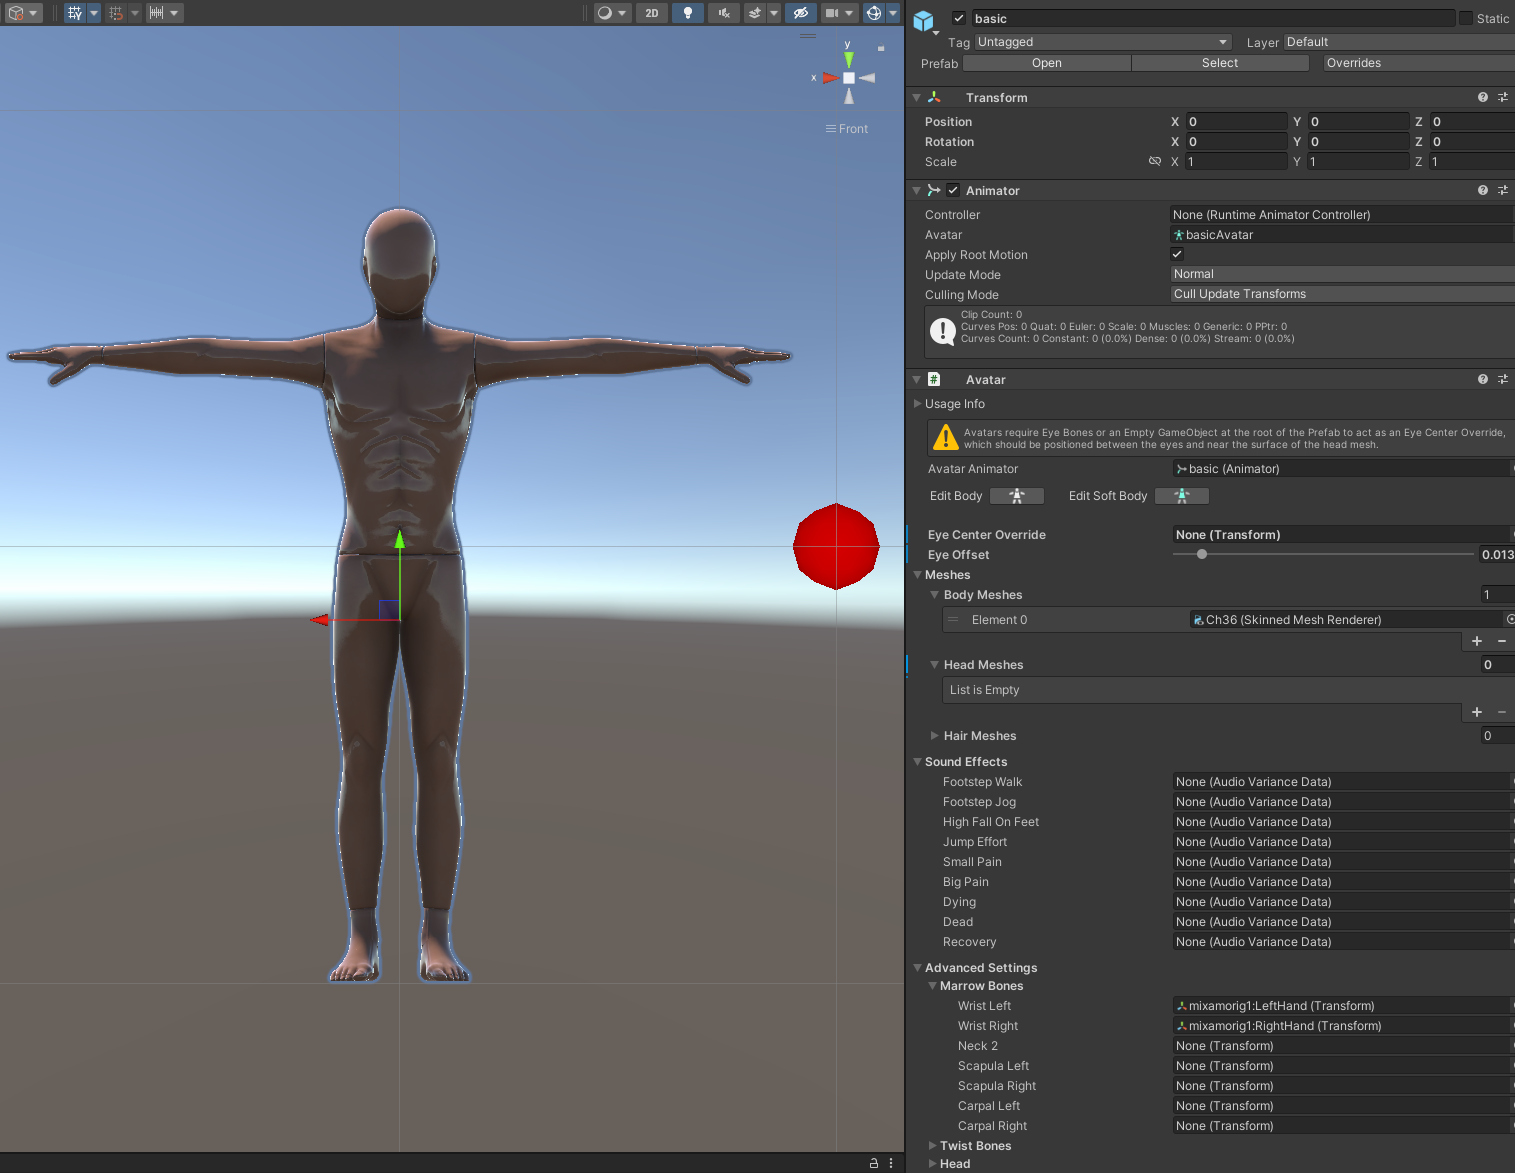 2D
y
x
Front
basic
Static
Tag Untagged Layer Default
Prefab Open Select Overrides
Transform
Position X 0 Y 0 Z 0
Rotation X 0 Y 0 Z 0
Scale X 1 Y 1 Z 1
Animator
Controller None (Runtime Animator Controller)
Avatar basicAvatar
Apply Root Motion
Update Mode Normal
Culling Mode Cull Update Transforms
Clip Count: 0
Curves Pos: 0 Quat: 0 Euler: 0 Scale: 0 Muscles: 0 Generic: 0 PPtr: 0
Curves Count: 0 Constant: 0 (0.0%) Dense: 0 (0.0%) Stream: 0 (0.0%)
# Avatar
Usage Info
Avatars require Eye Bones or an Empty GameObject at the root of the Prefab to act as an Eye Center Override,
which should be positioned between the eyes and near the surface of the head mesh.
Avatar Animator basic (Animator)
Edit Body Edit Soft Body
Eye Center Override None (Transform)
Eye Offset 0.013
Meshes
Body Meshes 1
Element 0 Ch36 (Skinned Mesh Renderer)
+ −
Head Meshes 0
List is Empty
+ −
Hair Meshes 0
Sound Effects
Footstep Walk None (Audio Variance Data)
Footstep Jog None (Audio Variance Data)
High Fall On Feet None (Audio Variance Data)
Jump Effort None (Audio Variance Data)
Small Pain None (Audio Variance Data)
Big Pain None (Audio Variance Data)
Dying None (Audio Variance Data)
Dead None (Audio Variance Data)
Recovery None (Audio Variance Data)
Advanced Settings
Marrow Bones
Wrist Left mixamorig1:LeftHand (Transform)
Wrist Right mixamorig1:RightHand (Transform)
Neck 2 None (Transform)
Scapula Left None (Transform)
Scapula Right None (Transform)
Carpal Left None (Transform)
Carpal Right None (Transform)
Twist Bones
Head